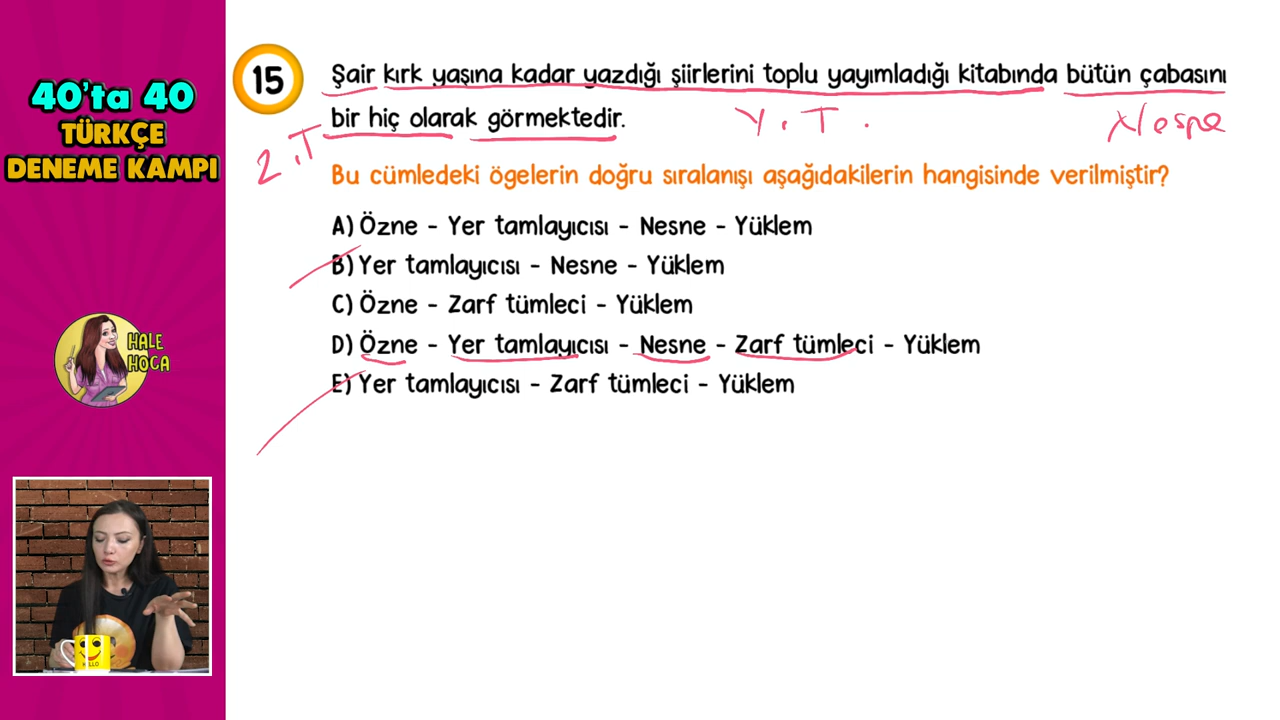 40'ta 40
TÜRKÇE
DENEME KAMPI
HALE
HOCA
HELLO
15
Şair kırk yaşına kadar yazdığı şiirlerini toplu yayımladığı kitabında bütün çabasını
bir hiç olarak görmektedir.
Y.T.
Nesne
Z.T
Bu cümledeki ögelerin doğru sıralanışı aşağıdakilerin hangisinde verilmiştir?
A) Özne - Yer tamlayıcısı - Nesne - Yüklem
B) Yer tamlayıcısı - Nesne - Yüklem
C) Özne - Zarf tümleci - Yüklem
D) Özne - Yer tamlayıcısı - Nesne - Zarf tümleci - Yüklem
E) Yer tamlayıcısı - Zarf tümleci - Yüklem